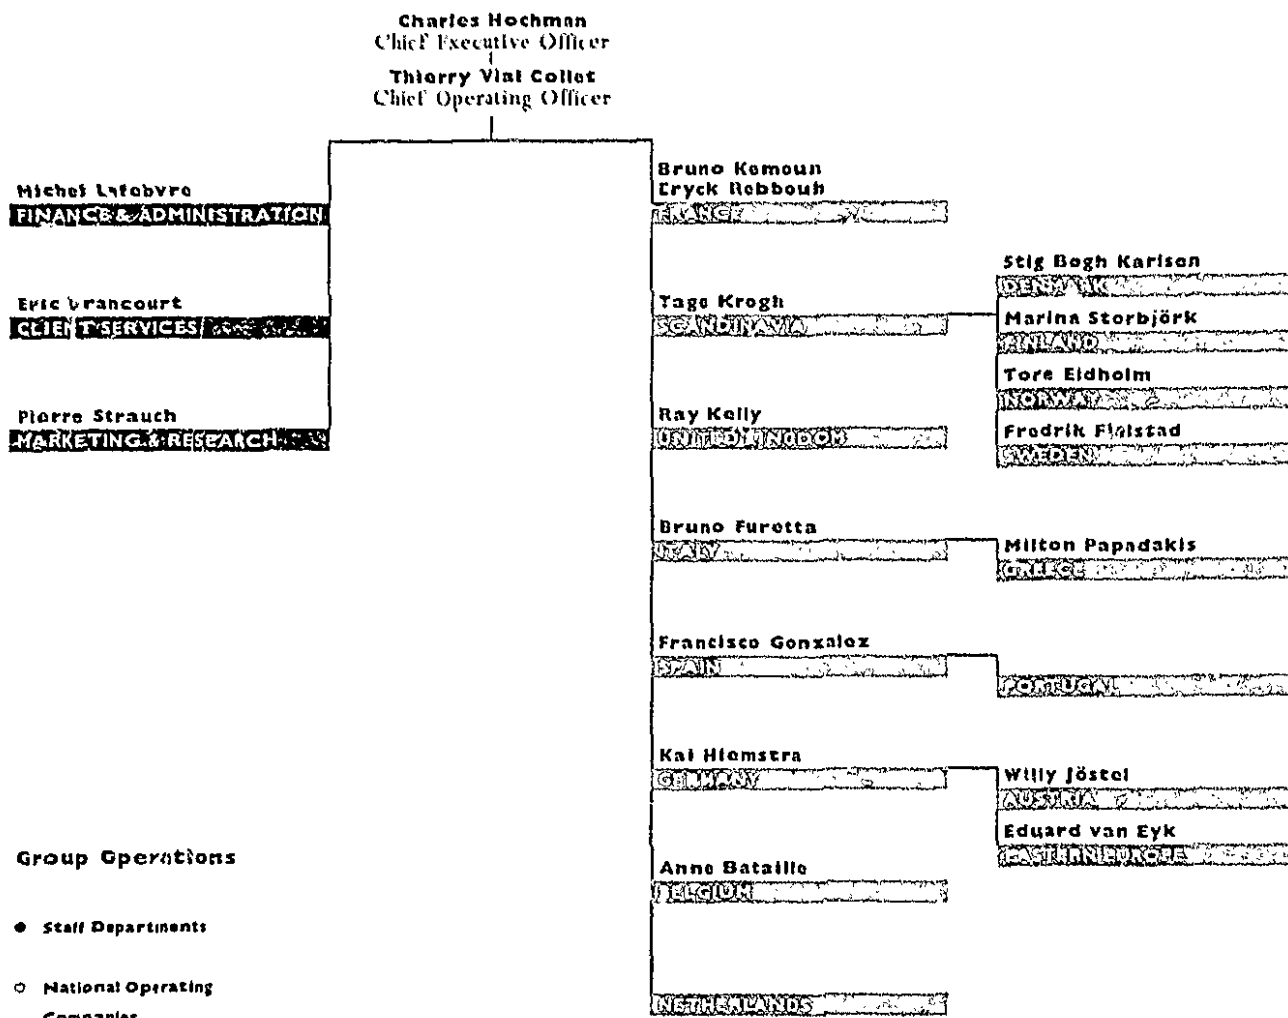 Charles Hochman
Chief Executive Officer
Thierry Vial Collet
Chief Operating Officer
Michel Lefebvre
FINANCE & ADMINISTRATION
Eric Vrancourt
CLIENT SERVICES
Pierre Strauch
MARKETING & RESEARCH
Bruno Kemoun
Eryck Rebbouh
FRANCE
Tage Krogh
SCANDINAVIA
Ray Kelly
UNITED KINGDOM
Bruno Furetta
ITALY
Francisco Gonzalez
SPAIN
Kai Hiemstra
GERMANY
Anne Bataille
BELGIUM
NETHERLANDS
Stig Bogh Karlson
DENMARK
Marina Storbjörk
FINLAND
Tore Eidholm
NORWAY
Fredrik
SWEDEN
Milton Papadakis
GREECE
PORTUGAL
Willy Jöstel
AUSTRIA
Eduard van Eyk
EASTERN EUROPE
Group Operations
Staff Departments
National Operating
Companies